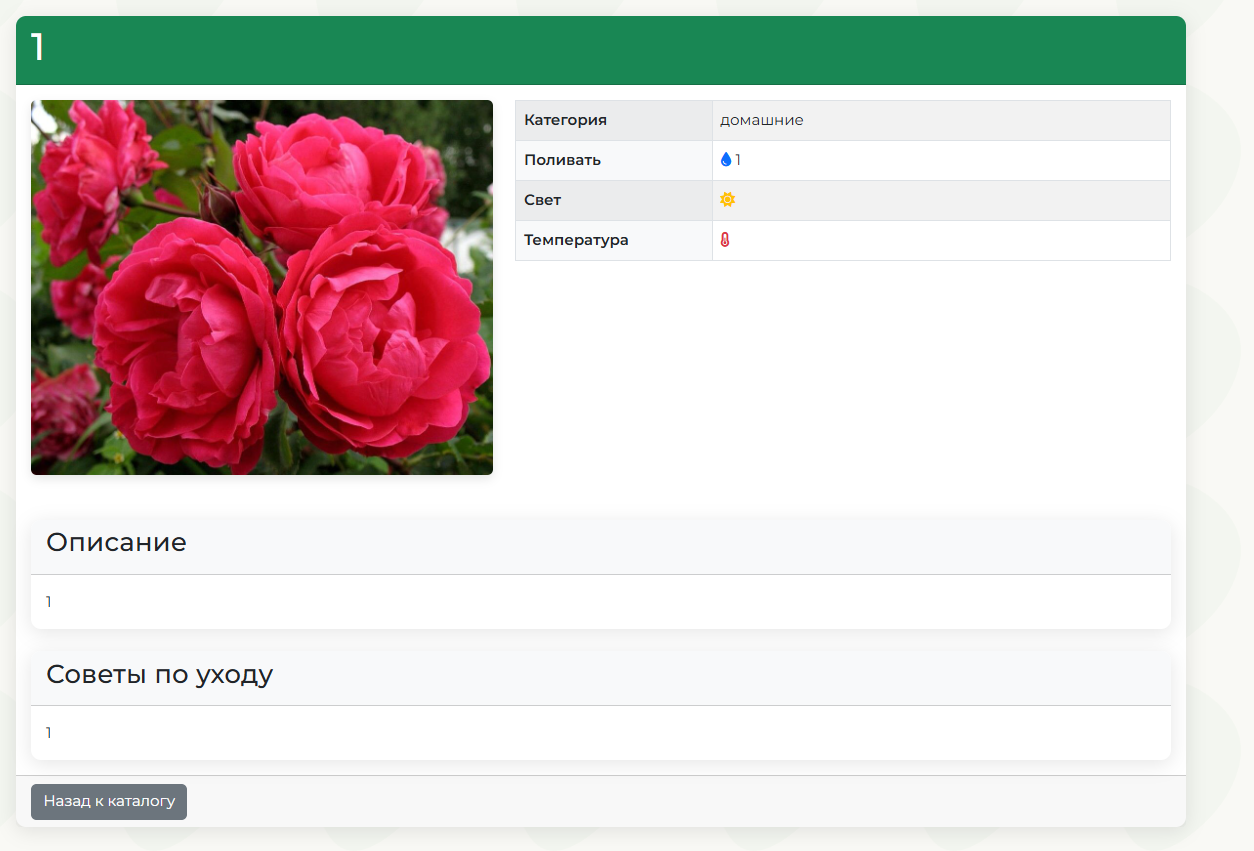 1
Категория домашние
Поливать 1
Свет
Температура
Описание
1
Советы по уходу
1
Назад к каталогу